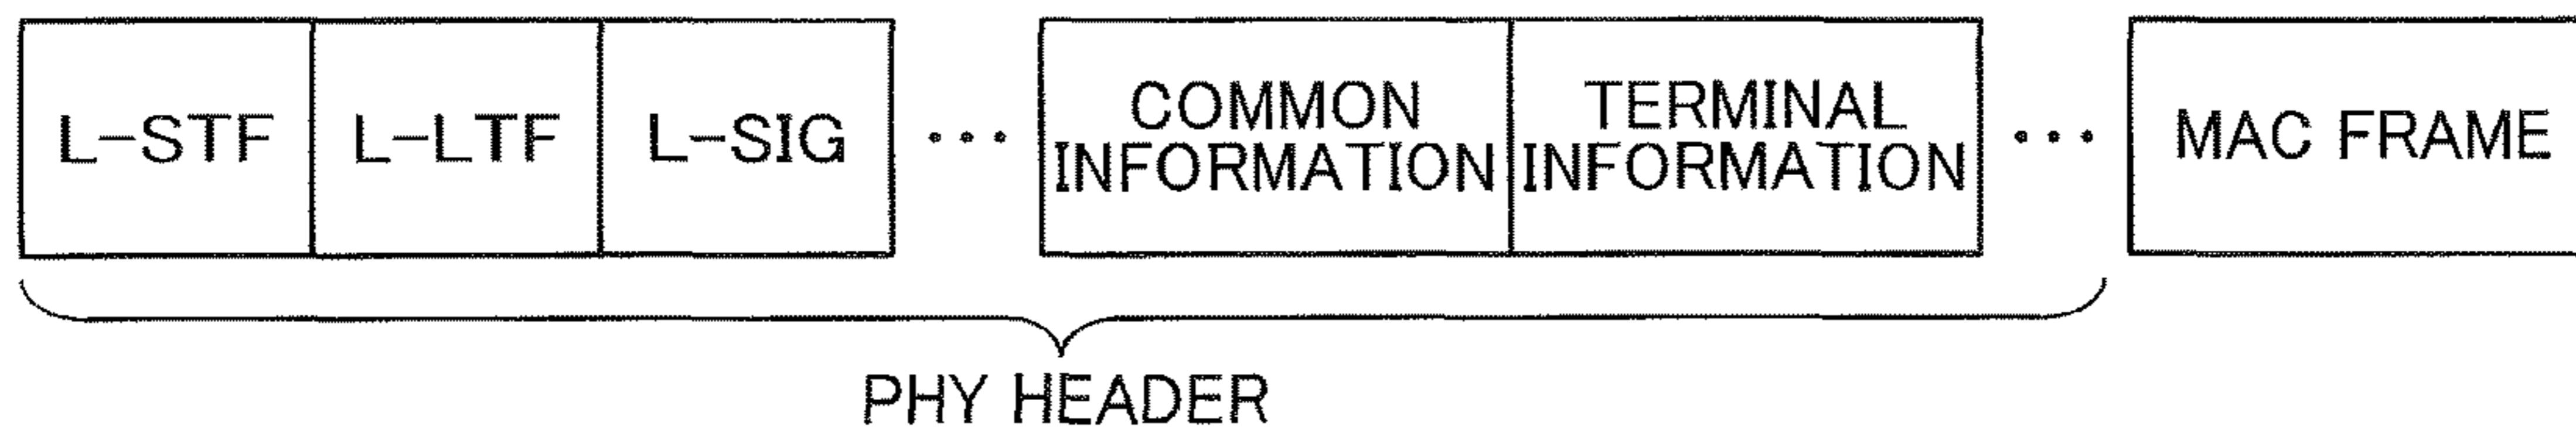 L-STF L-LTF L-SIG ... COMMON INFORMATION TERMINAL INFORMATION ... MAC FRAME
PHY HEADER